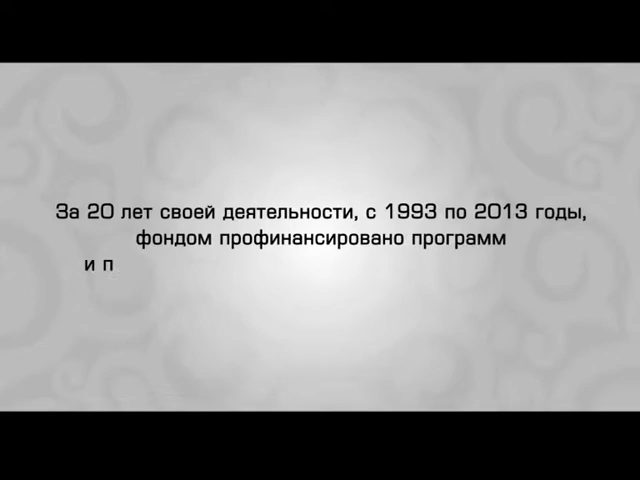 За 20 лет своей деятельности, с 1993 по 2013 годы,
фондом профинансировано программ
и п